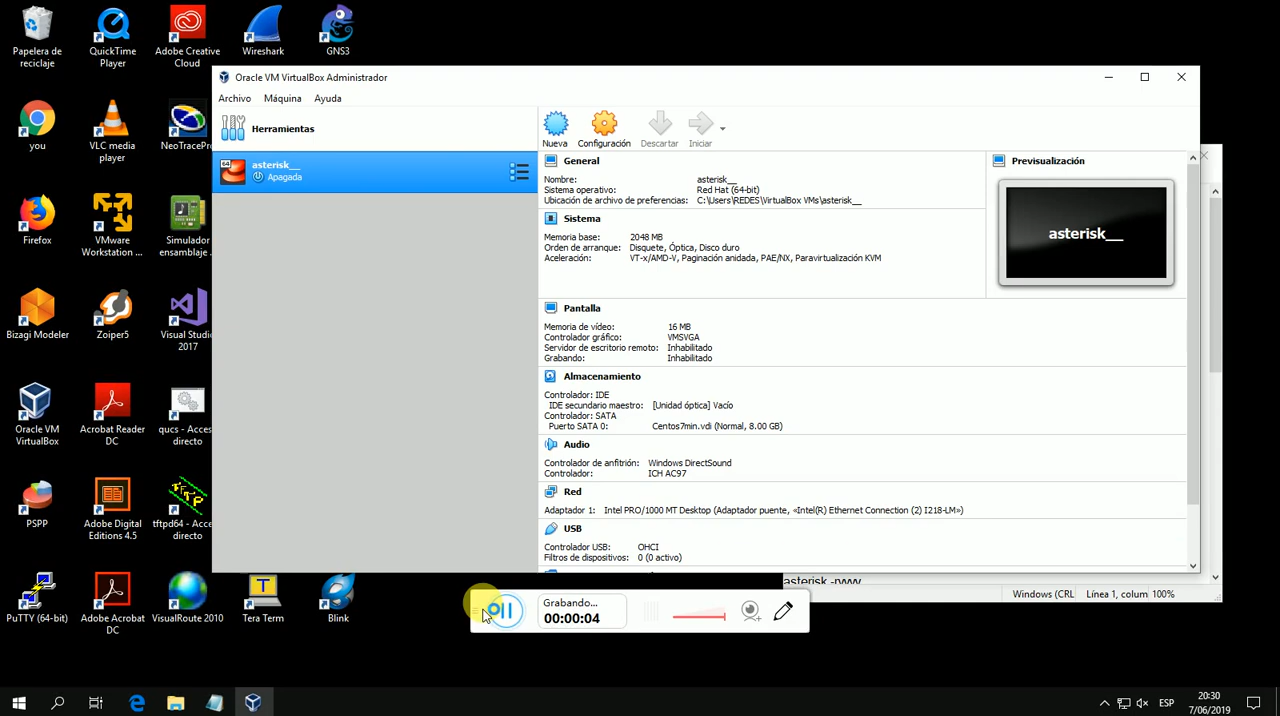 Papelera de
reciclaje
QuickTime
Player
Adobe Creative
Cloud
Wireshark
GNS3
you
VLC media
player
NeoTracePr
Firefox
VMware
Workstation ...
Simulador
ensamblaje
Bizagi Modeler
Zoiper5
Visual Studio
2017
Oracle VM
VirtualBox
Acrobat Reader
DC
qucs - Acces
directo
PSPP
Adobe Digital
Editions 4.5
tftpd64 - Acce
directo
PuTTY (64-bit)
Adobe Acrobat
DC
VisualRoute 2010
Tera Term
Blink
Oracle VM VirtualBox Administrador
Archivo Máquina Ayuda
Herramientas
Nueva Configuración Descartar Iniciar
64
asterisk__
Apagada
General
Nombre: asterisk__
Sistema operativo: Red Hat (64-bit)
Ubicación de archivo de preferencias: C:\Users\REDES\VirtualBox VMs\asterisk__
Sistema
Memoria base: 2048 MB
Orden de arranque: Disquete, Óptica, Disco duro
Aceleración: VT-x/AMD-V, Paginación anidada, PAE/NX, Paravirtualización KVM
Previsualización
asterisk__
Pantalla
Memoria de vídeo: 16 MB
Controlador gráfico: VMSVGA
Servidor de escritorio remoto: Inhabilitado
Grabando: Inhabilitado
Almacenamiento
Controlador: IDE
IDE secundario maestro: [Unidad óptica] Vacío
Controlador: SATA
Puerto SATA 0: Centos7min.vdi (Normal, 8.00 GB)
Audio
Controlador de anfitrión: Windows DirectSound
Controlador: ICH AC97
Red
Adaptador 1: Intel PRO/1000 MT Desktop (Adaptador puente, «Intel(R) Ethernet Connection (2) I218-LM»)
USB
Controlador USB: OHCI
Filtros de dispositivos: 0 (0 activo)
asterisk -rvvv
Windows (CRL Línea 1, colum 100%
Grabando...
00:00:04
ESP
20:30
7/06/2019